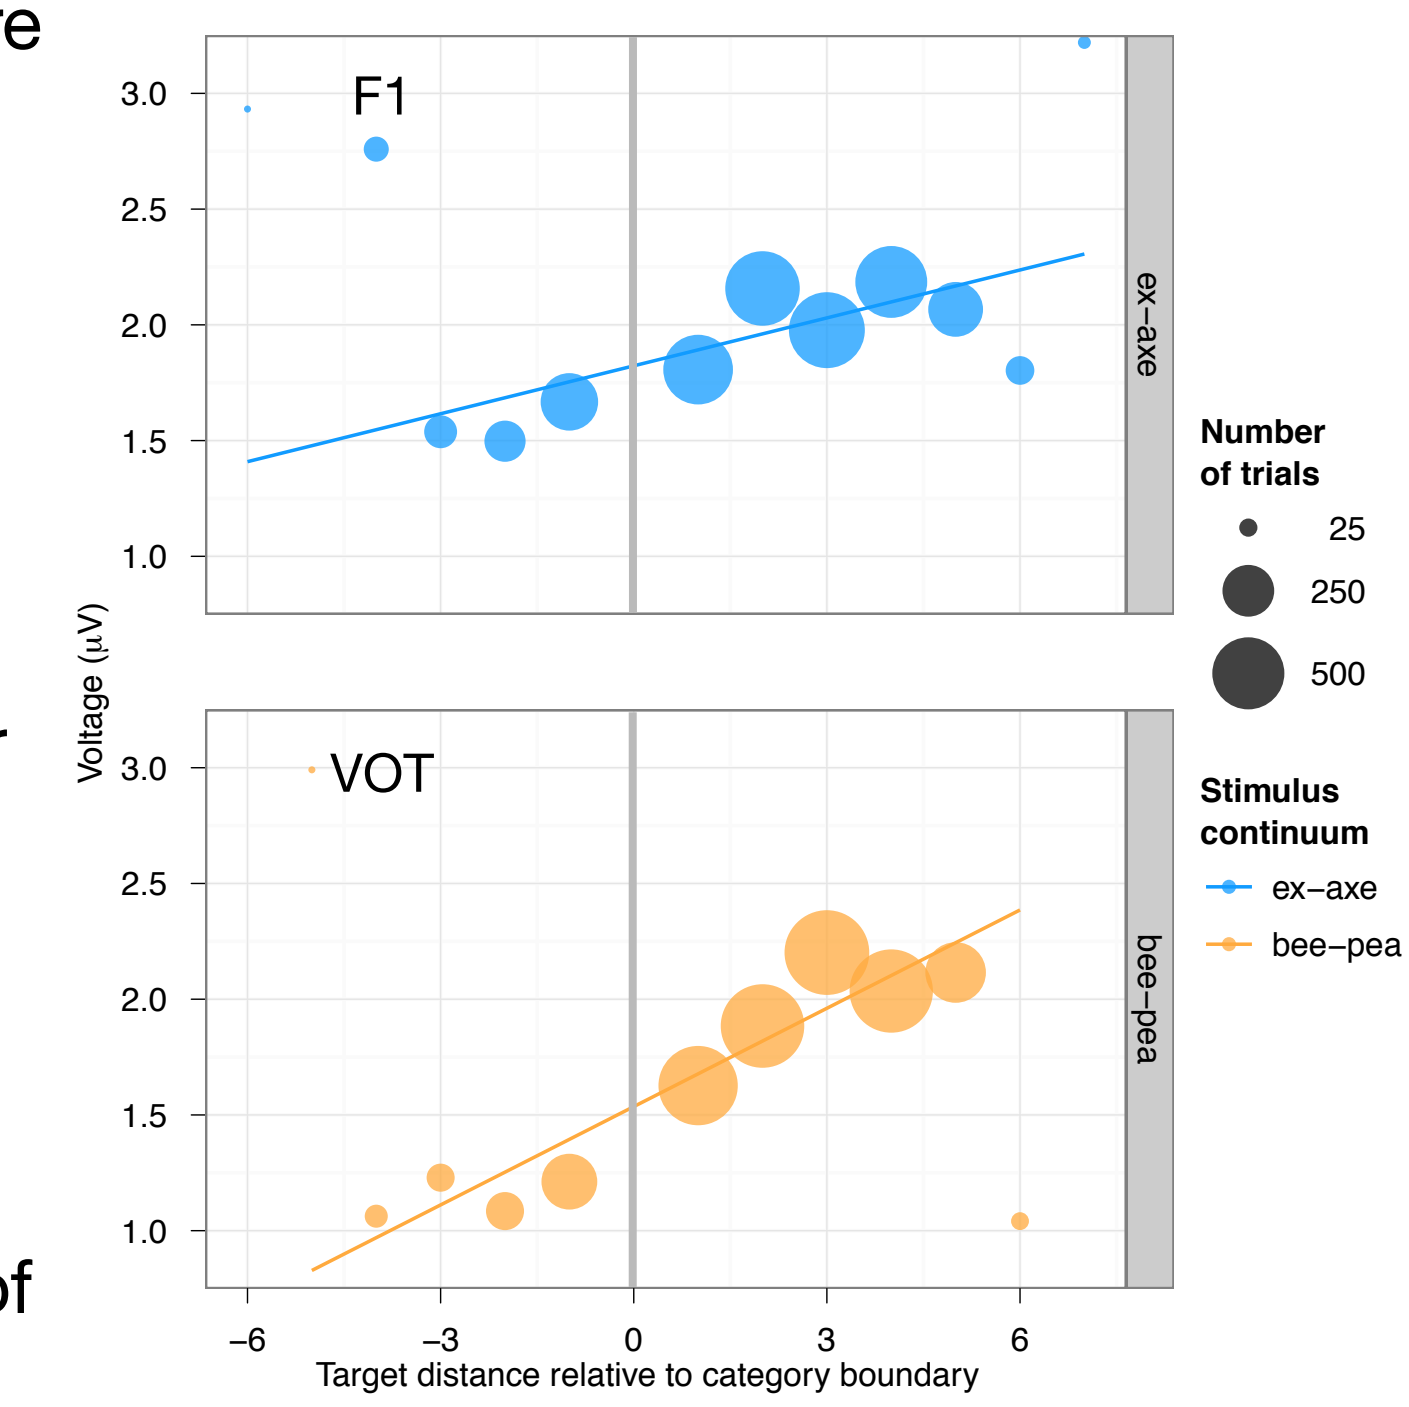 re
r
of
F1
3.0
2.5
2.0
1.5
1.0
ex−axe
Voltage (μV)
VOT
3.0
2.5
2.0
1.5
1.0
bee−pea
−6
−3
0
3
6
Target distance relative to category boundary
Number
of trials
25
250
500
Stimulus
continuum
ex−axe
bee−pea